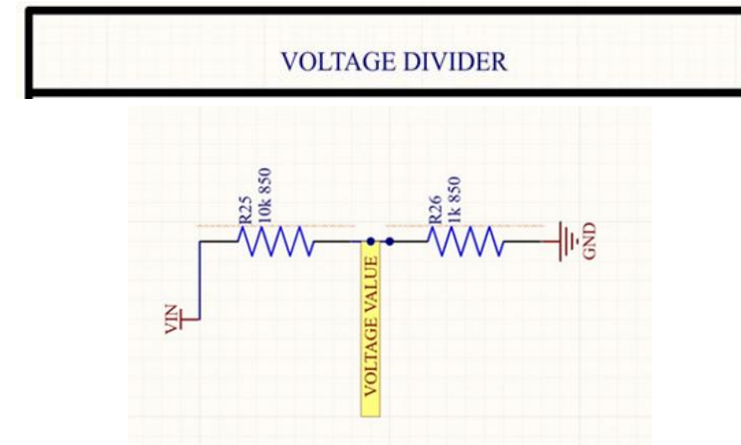 VOLTAGE DIVIDER
R25
10k 850
R26
1k 850
VIN
VOLTAGE VALUE
GND